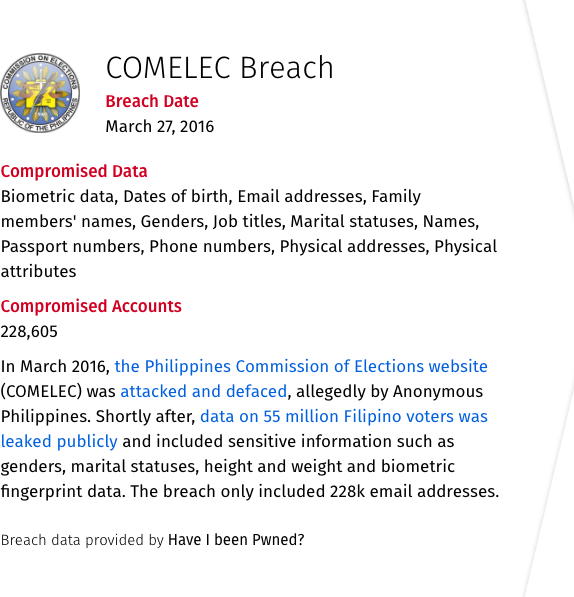 COMMISSION ON ELECTIONS
REPUBLIC OF THE PHILIPPINES
COMELEC Breach
Breach Date
March 27, 2016
Compromised Data
Biometric data, Dates of birth, Email addresses, Family
members' names, Genders, Job titles, Marital statuses, Names,
Passport numbers, Phone numbers, Physical addresses, Physical
attributes
Compromised Accounts
228,605
In March 2016, the Philippines Commission of Elections website
(COMELEC) was attacked and defaced, allegedly by Anonymous
Philippines. Shortly after, data on 55 million Filipino voters was
leaked publicly and included sensitive information such as
genders, marital statuses, height and weight and biometric
fingerprint data. The breach only included 228k email addresses.
Breach data provided by Have I been Pwned?